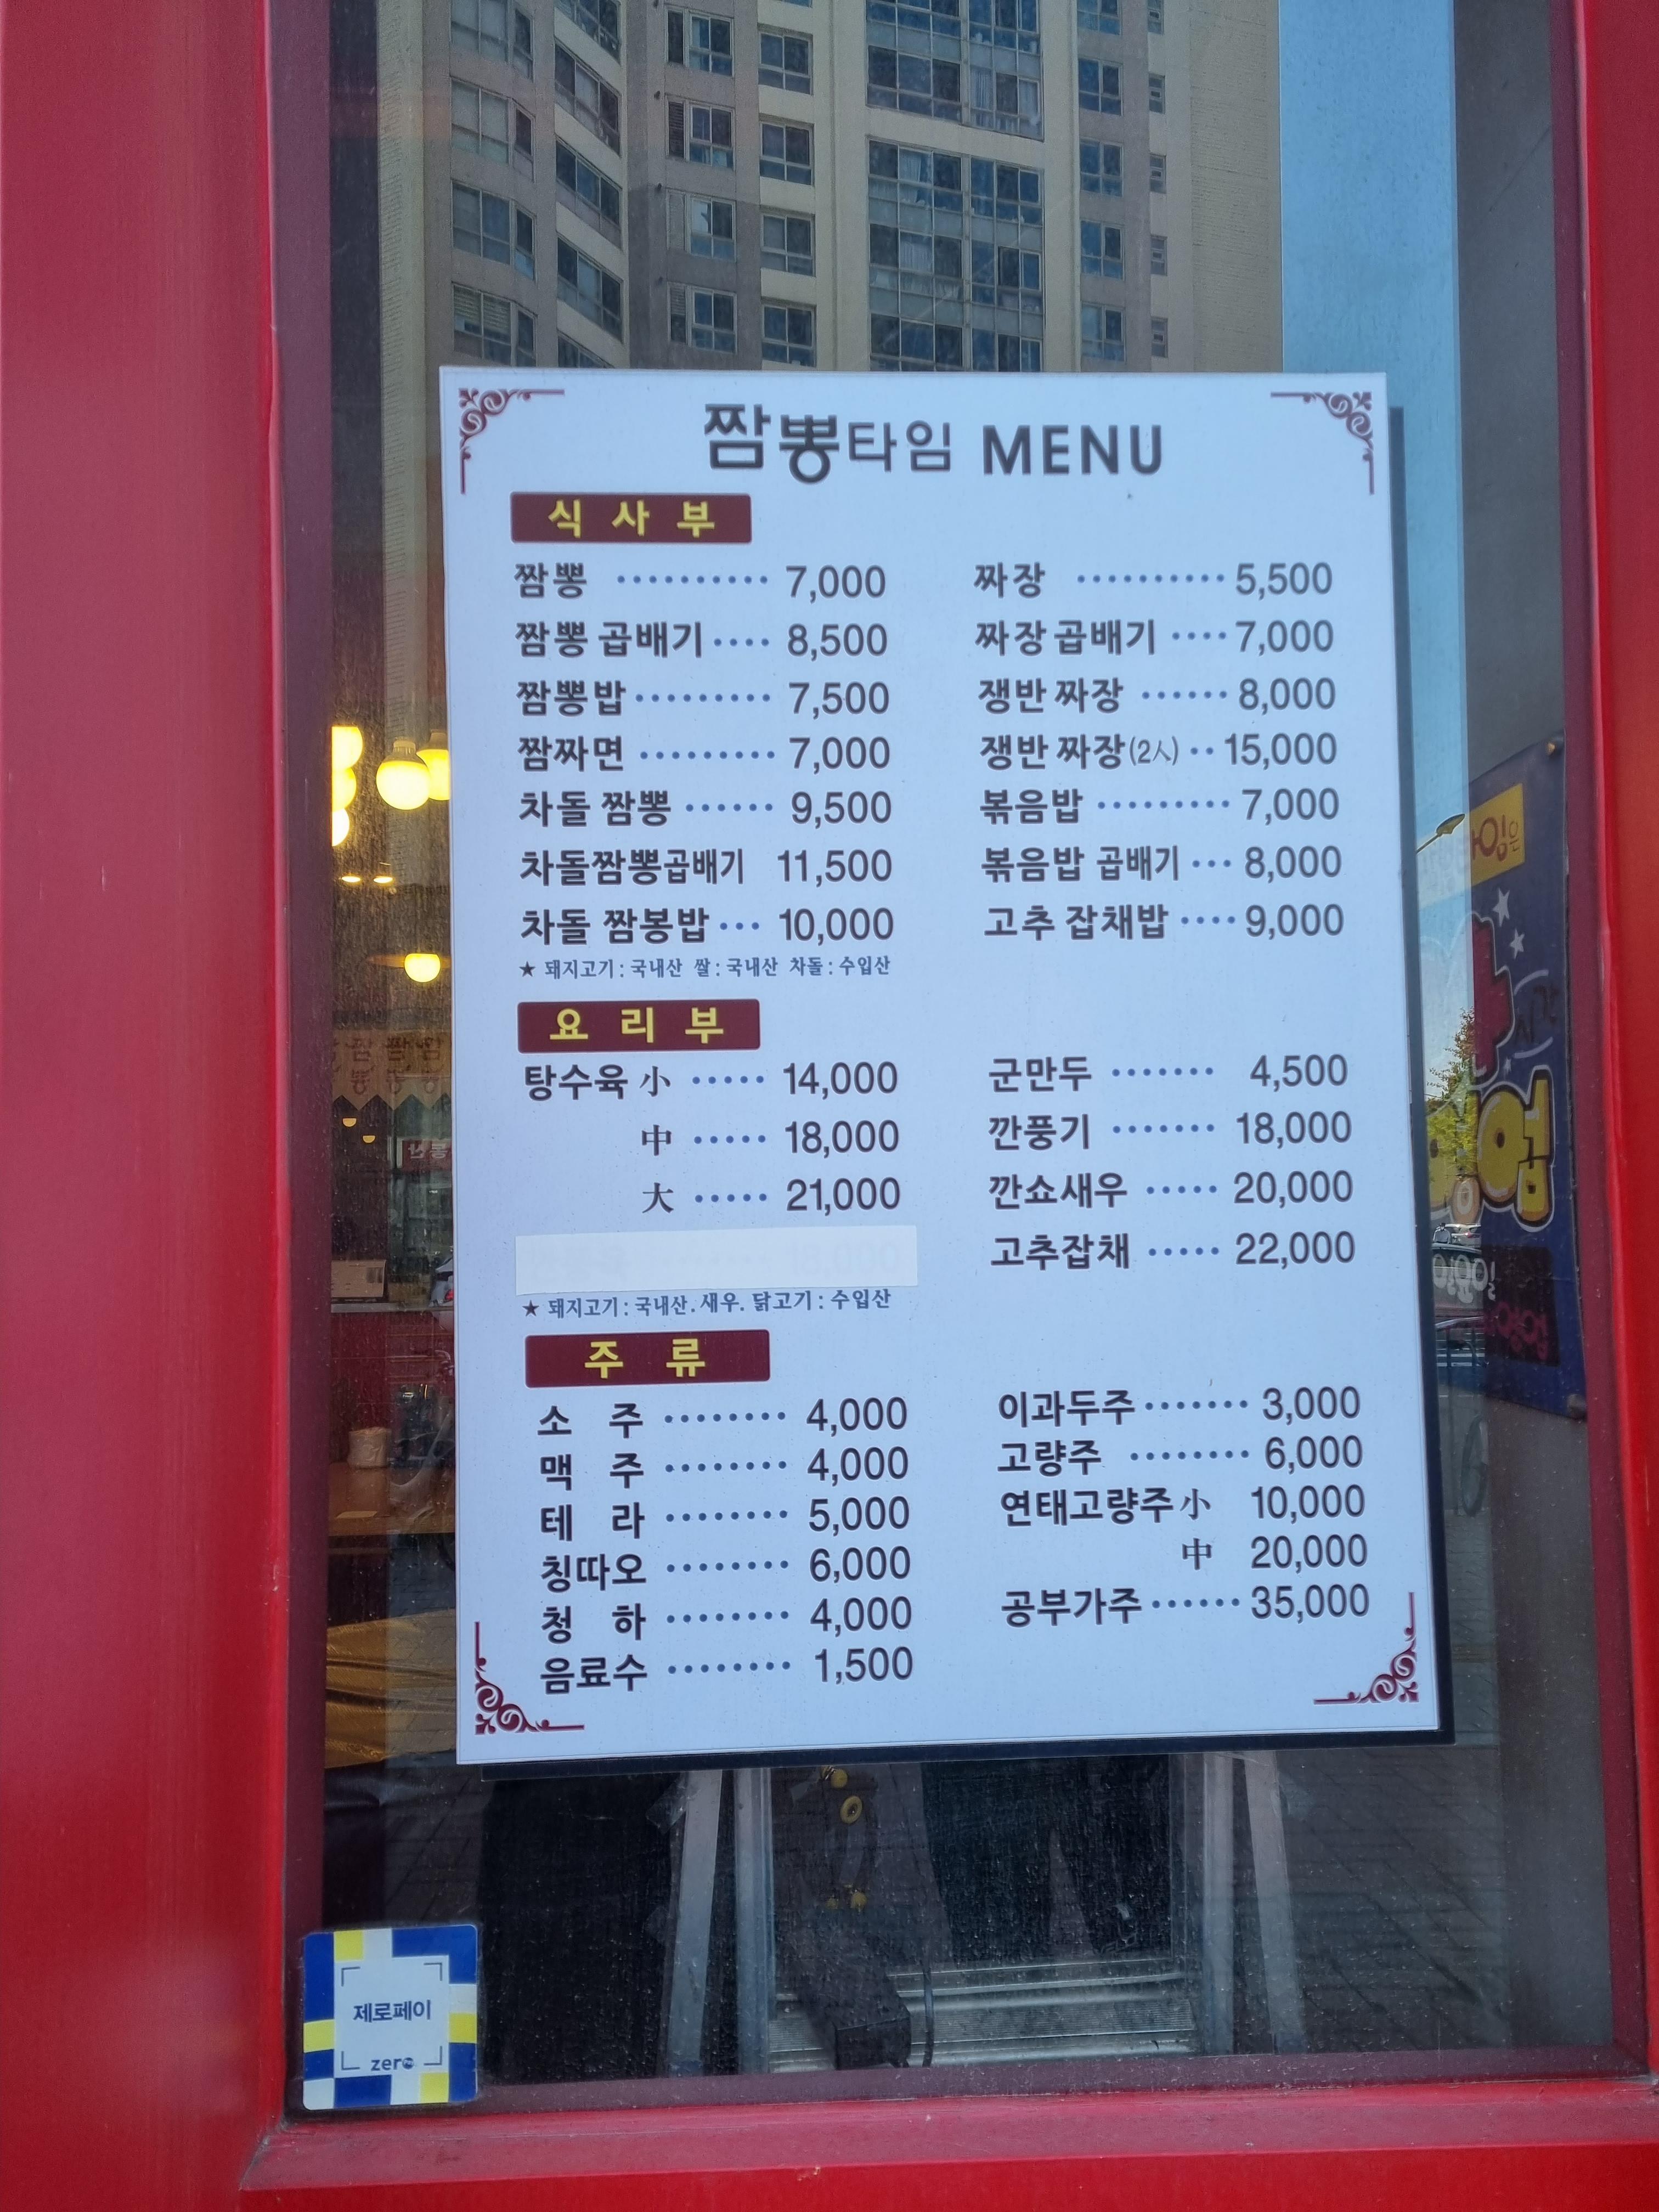 짬뽕타임 MENU
식 사 부
짬뽕 ·········· 7,000
짬뽕 곱배기 ···· 8,500
짬뽕밥 ········· 7,500
짬짜면 ········· 7,000
차돌 짬뽕 ······ 9,500
차돌짬뽕곱배기 11,500
차돌 짬봉밥 ··· 10,000
★ 돼지고기 : 국내산 쌀 : 국내산 차돌 : 수입산
짜장 ·········· 5,500
짜장 곱배기 ···· 7,000
쟁반 짜장 ······ 8,000
쟁반 짜장(2人) ·· 15,000
볶음밥 ········· 7,000
볶음밥 곱배기 ··· 8,000
고추 잡채밥 ···· 9,000
요 리 부
탕수육 小 ····· 14,000
中 ····· 18,000
大 ····· 21,000
★ 돼지고기 : 국내산. 새우. 닭고기 : 수입산
군만두 ······· 4,500
깐풍기 ······· 18,000
깐쇼새우 ····· 20,000
고추잡채 ····· 22,000
주 류
소 주 ········ 4,000
맥 주 ········ 4,000
테 라 ········ 5,000
칭따오 ········ 6,000
청 하 ········ 4,000
음료수 ········ 1,500
이과두주 ······· 3,000
고량주 ········ 6,000
연태고량주 小 10,000
中 20,000
공부가주 ······ 35,000
제로페이
zero